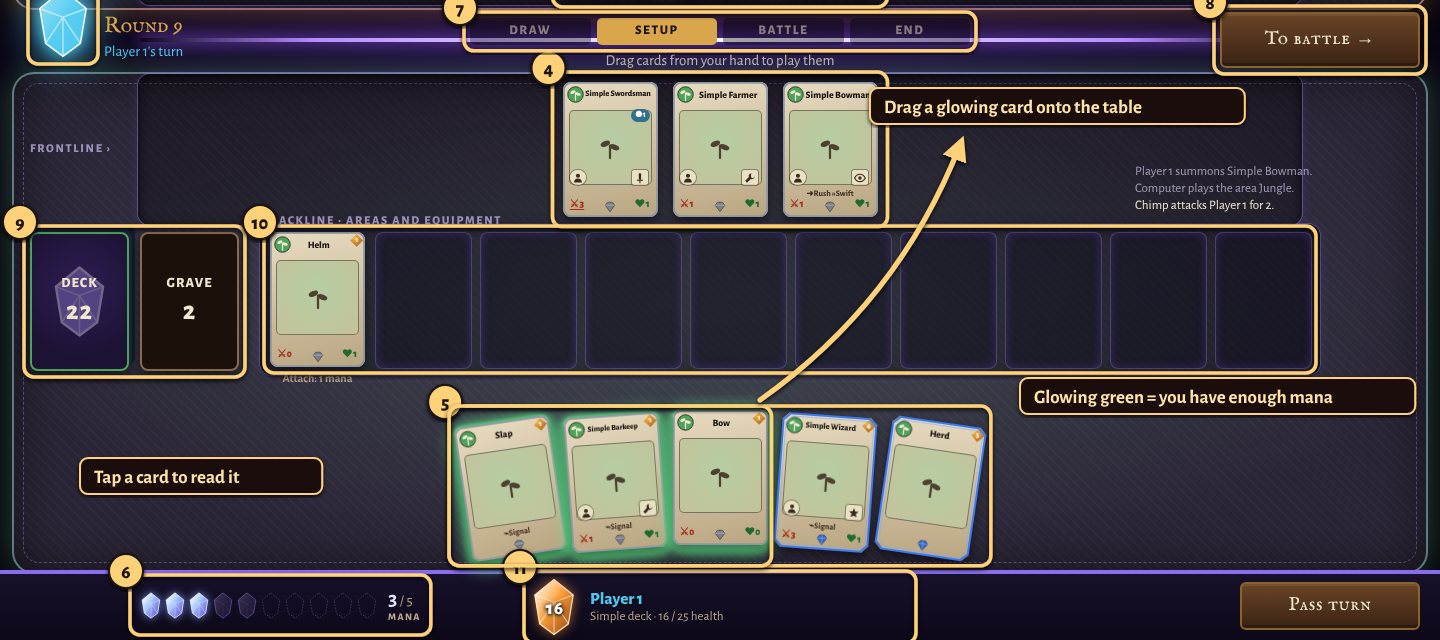 7
8
ROUND 9
Player 1's turn
DRAW
SETUP
BATTLE
END
TO BATTLE →
Drag cards from your hand to play them
4
Simple Swordsman
1
3
1
Simple Farmer
1
1
Simple Bowman
➜Rush »Swift
1
1
Drag a glowing card onto the table
FRONTLINE ›
Player 1 summons Simple Bowman.
Computer plays the area Jungle.
Chimp attacks Player 1 for 2.
9
10
ACKLINE · AREAS AND EQUIPMENT
DECK
22
GRAVE
2
Helm
0
1
Attach: 1 mana
Glowing green = you have enough mana
5
Slap
Signal
Simple Barkeep
Signal
1
1
Bow
0
0
Simple Wizard
Signal
3
1
Herd
Tap a card to read it
6
3 / 5
MANA
11
16
Player 1
Simple deck · 16 / 25 health
PASS TURN